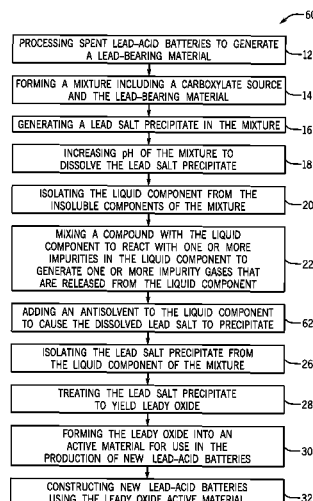 60
PROCESSING SPENT LEAD-ACID BATTERIES TO GENERATE
A LEAD-BEARING MATERIAL
12
FORMING A MIXTURE INCLUDING A CARBOXYLATE SOURCE
AND THE LEAD-BEARING MATERIAL
14
GENERATING A LEAD SALT PRECIPITATE IN THE MIXTURE
16
INCREASING pH OF THE MIXTURE TO
DISSOLVE THE LEAD SALT PRECIPITATE
18
ISOLATING THE LIQUID COMPONENT FROM THE
INSOLUBLE COMPONENTS OF THE MIXTURE
20
MIXING A COMPOUND WITH THE LIQUID
COMPONENT TO REACT WITH ONE OR MORE
IMPURITIES IN THE LIQUID COMPONENT TO
GENERATE ONE OR MORE IMPURITY GASES THAT
ARE RELEASED FROM THE LIQUID COMPONENT
22
ADDING AN ANTISOLVENT TO THE LIQUID COMPONENT
TO CAUSE THE DISSOLVED LEAD SALT TO PRECIPITATE
62
ISOLATING THE LEAD SALT PRECIPITATE FROM
THE LIQUID COMPONENT OF THE MIXTURE
26
TREATING THE LEAD SALT PRECIPITATE
TO YIELD LEADY OXIDE
28
FORMING THE LEADY OXIDE INTO AN
ACTIVE MATERIAL FOR USE IN THE
PRODUCTION OF NEW LEAD-ACID BATTERIES
30
CONSTRUCTING NEW LEAD-ACID BATTERIES
USING THE LEADY OXIDE ACTIVE MATERIAL
32